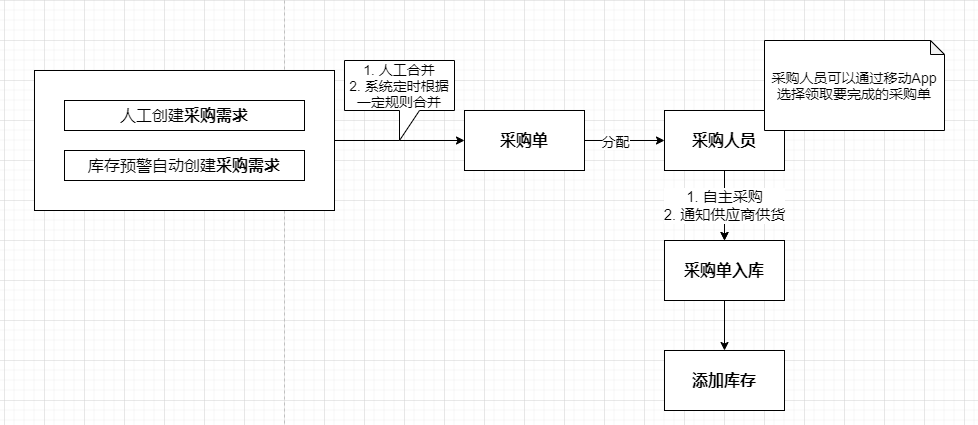 采购人员可以通过移动App
选择领取要完成的采购单
1. 人工合并
2. 系统定时根据
一定规则合并
人工创建采购需求
库存预警自动创建采购需求
采购单
分配
采购人员
1. 自主采购
2. 通知供应商供货
采购单入库
添加库存